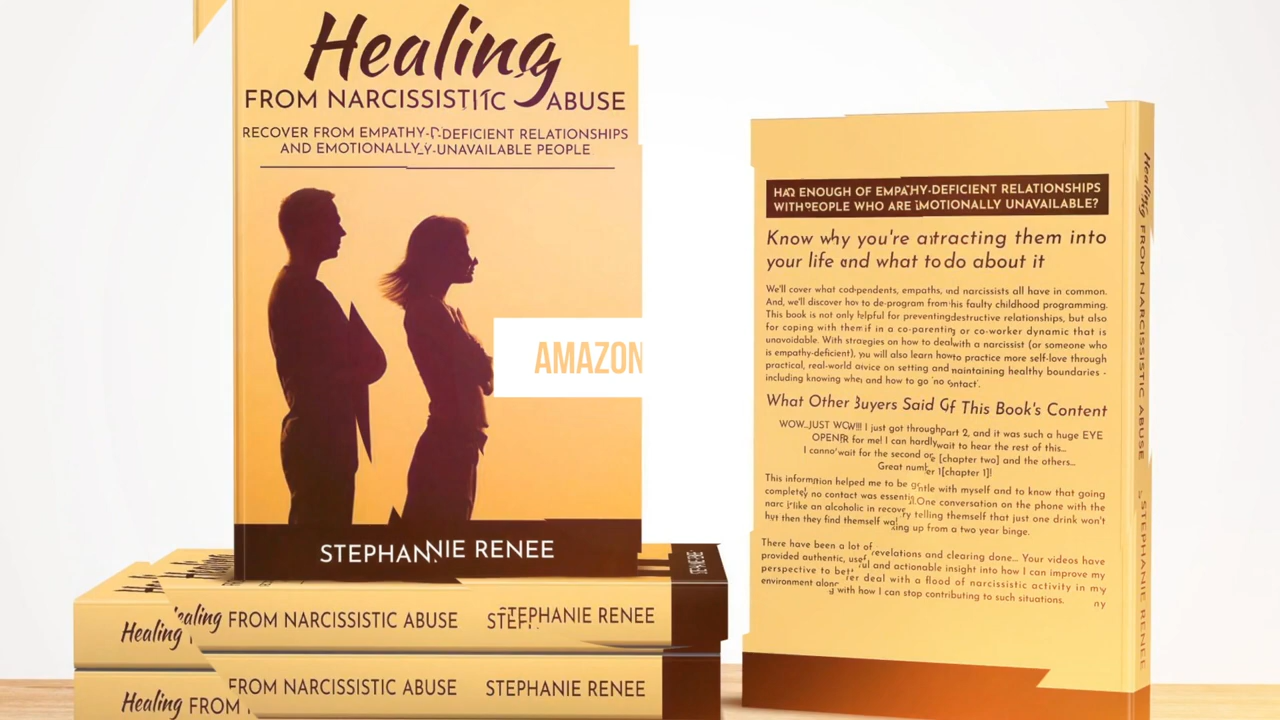 Healing
FROM NARCISSISTIC ABUSE
RECOVER FROM EMPATHY-DEFICIENT RELATIONSHIPS
AND EMOTIONALLY-UNAVAILABLE PEOPLE
AMAZON
STEPHANIE RENEE
Healing FROM NARCISSISTIC ABUSE STEPHANIE RENEE
Healing FROM NARCISSISTIC ABUSE STEPHANIE RENEE
ENOUGH OF EMPATHY-DEFICIENT RELATIONSHIPS
WITH PEOPLE WHO ARE EMOTIONALLY UNAVAILABLE?
Know why you're attracting them into
your life and what to do about it
We'll cover what codependents, empaths, and narcissists all have in common.
And, we'll discover how to de-program from this faulty childhood programming.
This book is not only helpful for preventing destructive relationships, but also
for coping with them if in a co-parenting or co-worker dynamic that is
unavoidable. With strategies on how to deal with a narcissist (or someone who
is empathy-deficient), you will also learn how to practice more self-love through
practical, real-world advice on setting and maintaining healthy boundaries -
including knowing when and how to go 'no contact'.
What Other Buyers Said Of This Book's Content
WOW...JUST WOW!!! I just got through part 2, and it was such a huge EYE
OPENER for me! I can hardly wait to hear the rest of this...
I cannot wait for the second one [chapter two] and the others...
Great number 1 [chapter 1]!
This information helped me to be gentle with myself and to know that going
completely no contact was essential. One conversation on the phone with the
narc is like an alcoholic in recovery telling themself that just one drink won't
hurt then they find themself waking up from a two year binge.
There have been a lot of revelations and clearing done... Your videos have
provided authentic, useful and actionable insight into how I can improve my
perspective to better deal with a flood of narcissistic activity in my
environment along with how I can stop contributing to such situations.
Healing FROM NARCISSISTIC ABUSE STEPHANIE RENEE